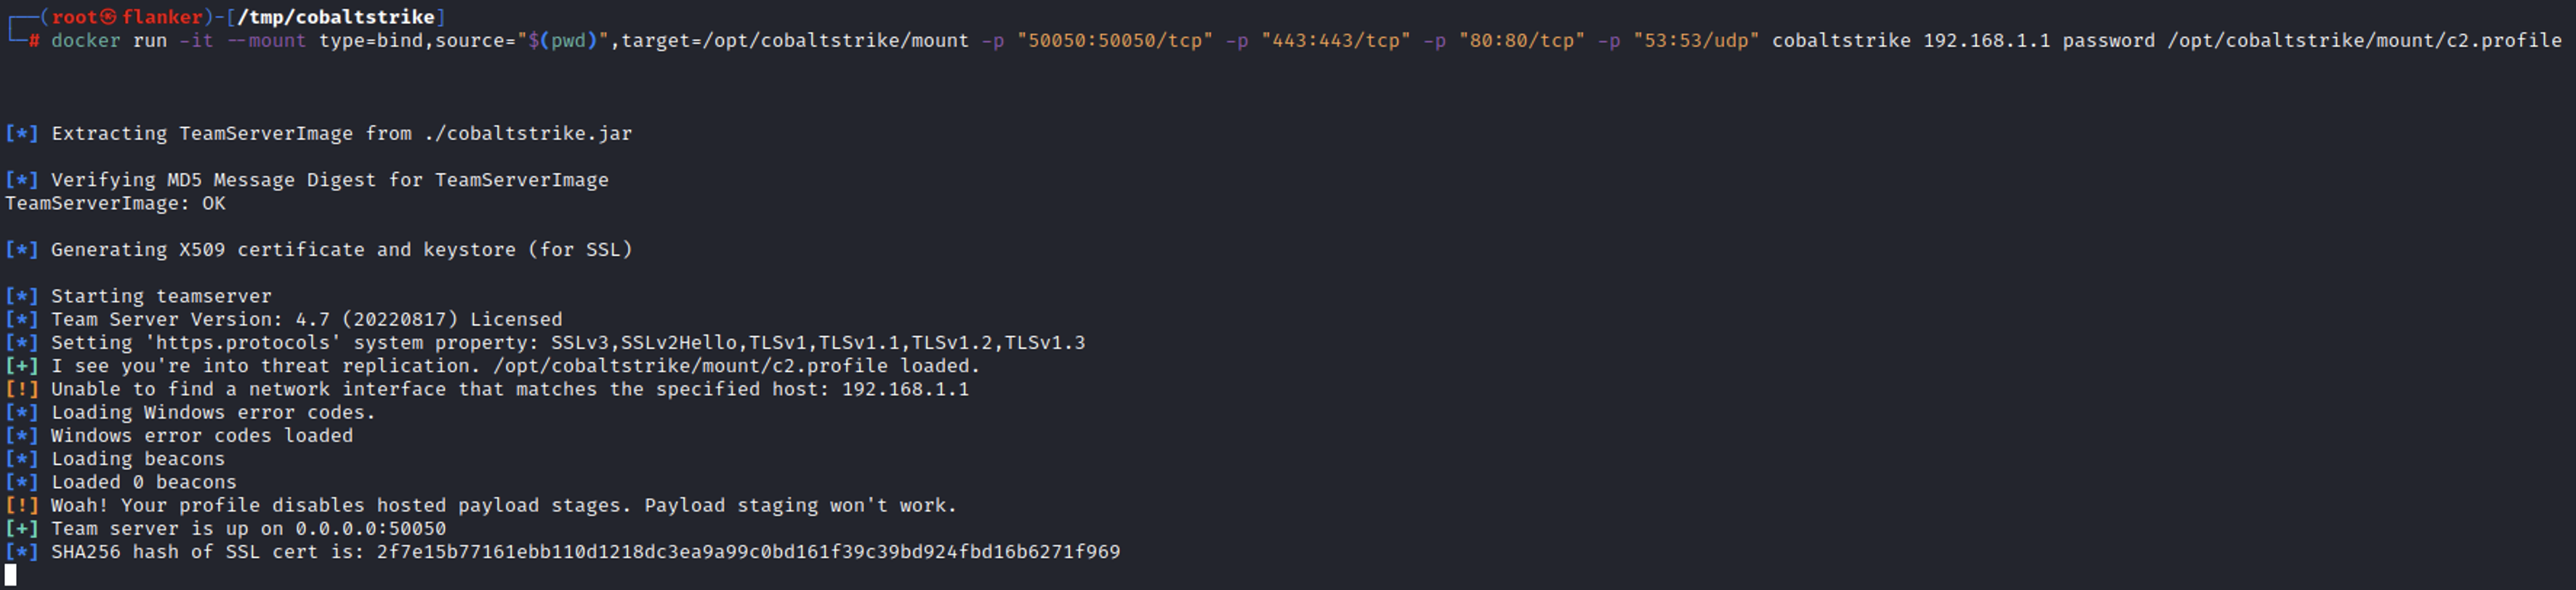 ┌──(root㉿flanker)-[/tmp/cobaltstrike]
└─# docker run -it --mount type=bind,source="$(pwd)",target=/opt/cobaltstrike/mount -p "50050:50050/tcp" -p "443:443/tcp" -p "80:80/tcp" -p "53:53/udp" cobaltstrike 192.168.1.1 password /opt/cobaltstrike/mount/c2.profile
[*] Extracting TeamServerImage from ./cobaltstrike.jar
[*] Verifying MD5 Message Digest for TeamServerImage
TeamServerImage: OK
[*] Generating X509 certificate and keystore (for SSL)
[*] Starting teamserver
[*] Team Server Version: 4.7 (20220817) Licensed
[*] Setting 'https.protocols' system property: SSLv3,SSLv2Hello,TLSv1,TLSv1.1,TLSv1.2,TLSv1.3
[+] I see you're into threat replication. /opt/cobaltstrike/mount/c2.profile loaded.
[!] Unable to find a network interface that matches the specified host: 192.168.1.1
[*] Loading Windows error codes.
[*] Windows error codes loaded
[*] Loading beacons
[*] Loaded 0 beacons
[!] Woah! Your profile disables hosted payload stages. Payload staging won't work.
[+] Team server is up on 0.0.0.0:50050
[*] SHA256 hash of SSL cert is: 2f7e15b77161ebb110d1218dc3ea9a99c0bd161f39c39bd924fbd16b6271f969